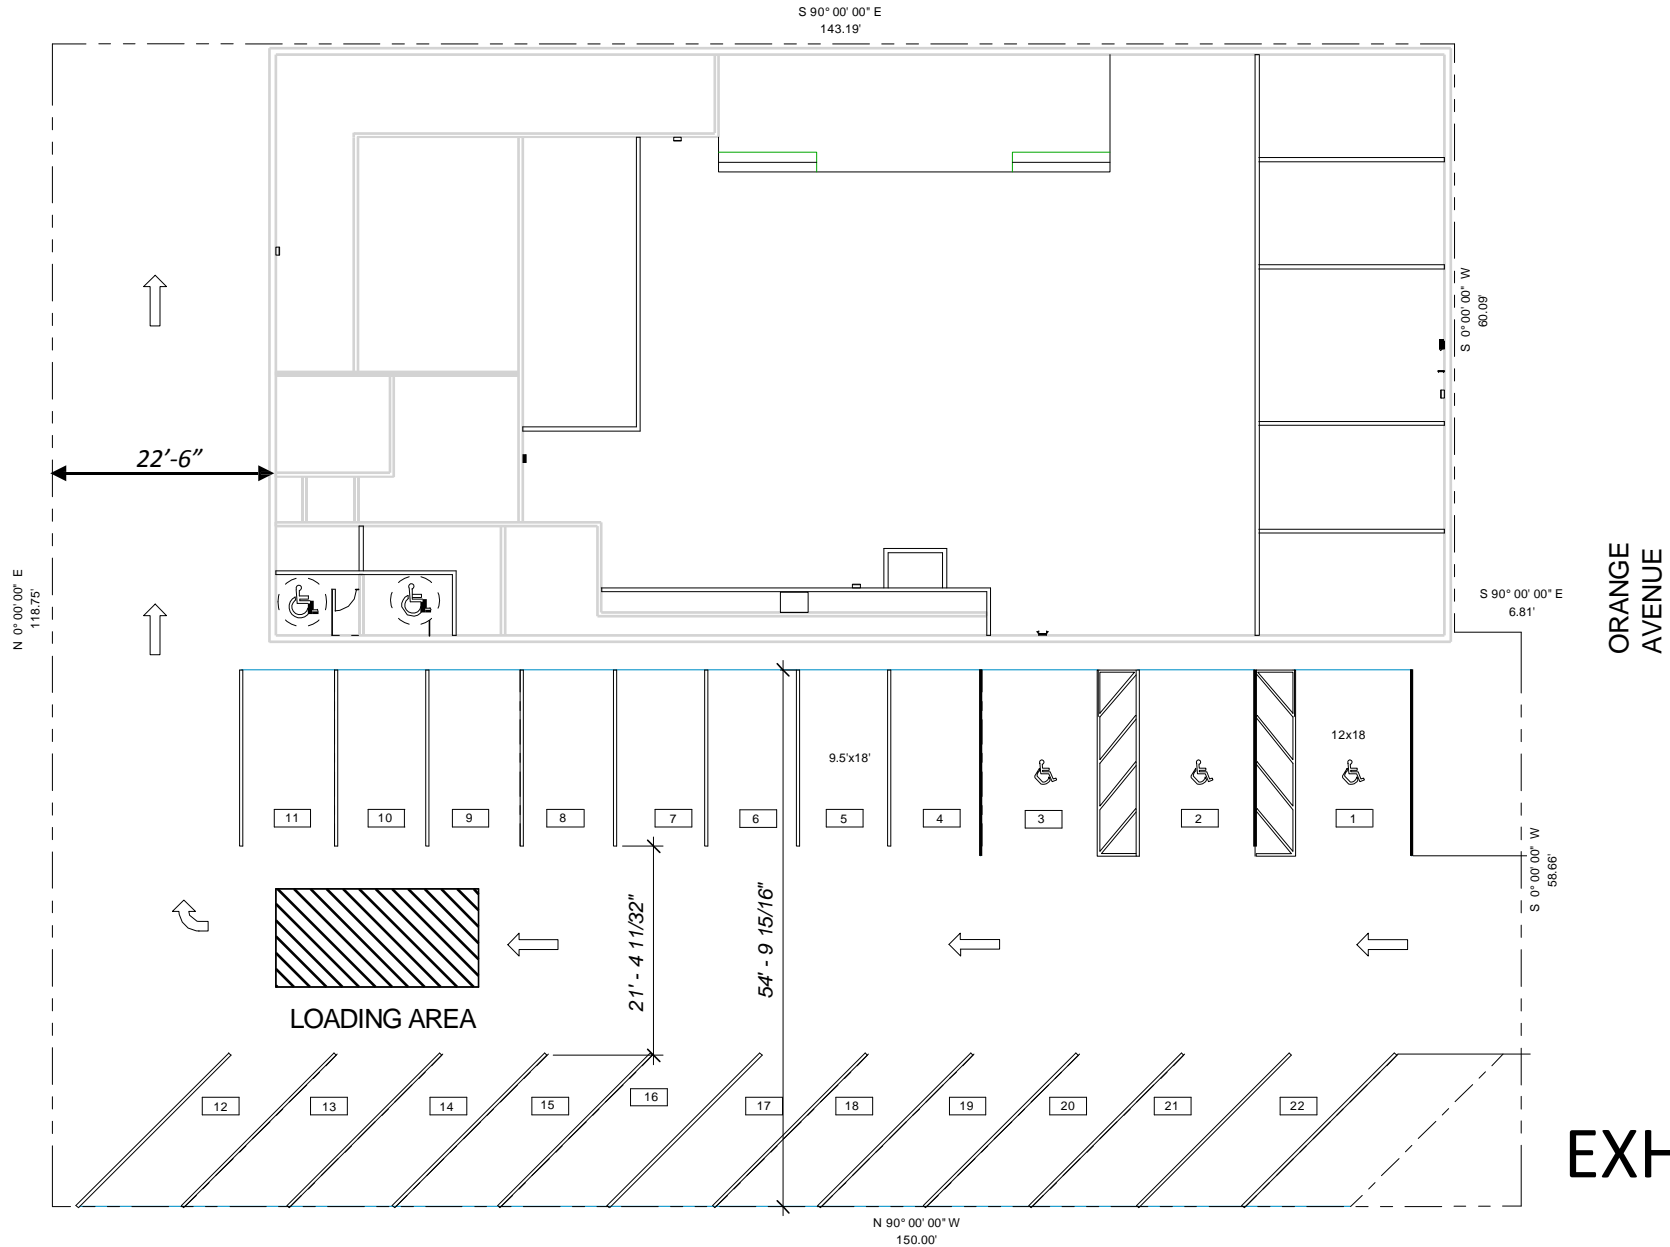 S 90° 00' 00" E
143.19'
S 0° 00' 00" W
60.09'
22'-6"
N 0° 00' 00" E
118.75'
S 90° 00' 00" E
6.81'
ORANGE
AVENUE
12x18
9.5'x18'
11
10
9
8
7
6
5
4
3
2
1
S 0° 00' 00" W
58.66'
21' - 4 11/32"
54' - 9 15/16"
LOADING AREA
12
13
14
15
16
17
18
19
20
21
22
EXH
N 90° 00' 00" W
150.00'